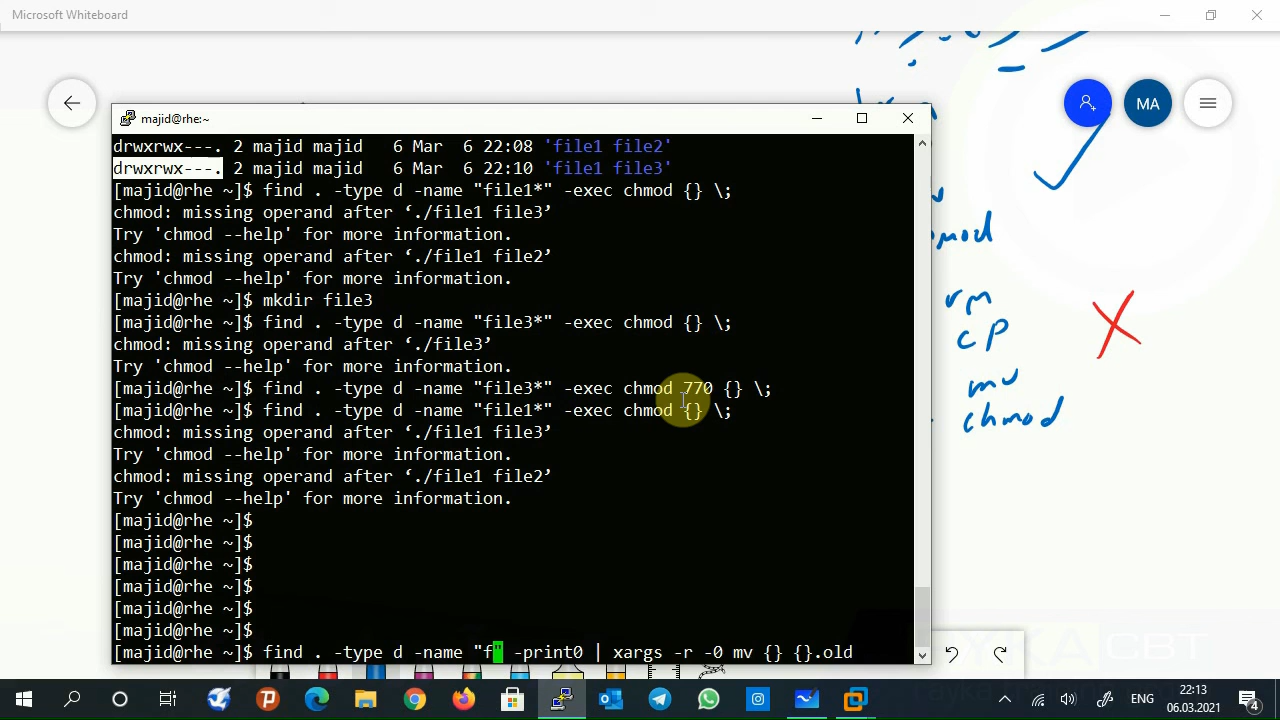 Microsoft Whiteboard
MA
majid@rhe:~
drwxrwx---. 2 majid majid   6 Mar  6 22:08 'file1 file2'
drwxrwx---. 2 majid majid   6 Mar  6 22:10 'file1 file3'
[majid@rhe ~]$ find . -type d -name "file1*" -exec chmod {} \;
chmod: missing operand after ‘./file1 file3’
Try 'chmod --help' for more information.
chmod: missing operand after ‘./file1 file2’
Try 'chmod --help' for more information.
[majid@rhe ~]$ mkdir file3
[majid@rhe ~]$ find . -type d -name "file3*" -exec chmod {} \;
chmod: missing operand after ‘./file3’
Try 'chmod --help' for more information.
[majid@rhe ~]$ find . -type d -name "file3*" -exec chmod 770 {} \;
[majid@rhe ~]$ find . -type d -name "file1*" -exec chmod {} \;
chmod: missing operand after ‘./file1 file3’
Try 'chmod --help' for more information.
chmod: missing operand after ‘./file1 file2’
Try 'chmod --help' for more information.
[majid@rhe ~]$
[majid@rhe ~]$
[majid@rhe ~]$
[majid@rhe ~]$
[majid@rhe ~]$
[majid@rhe ~]$
[majid@rhe ~]$ find . -type d -name "f" -print0 | xargs -r -0 mv {} {}.old
rm
cp
mv
chmod
CBT
ENG
22:13
06.03.2021
4